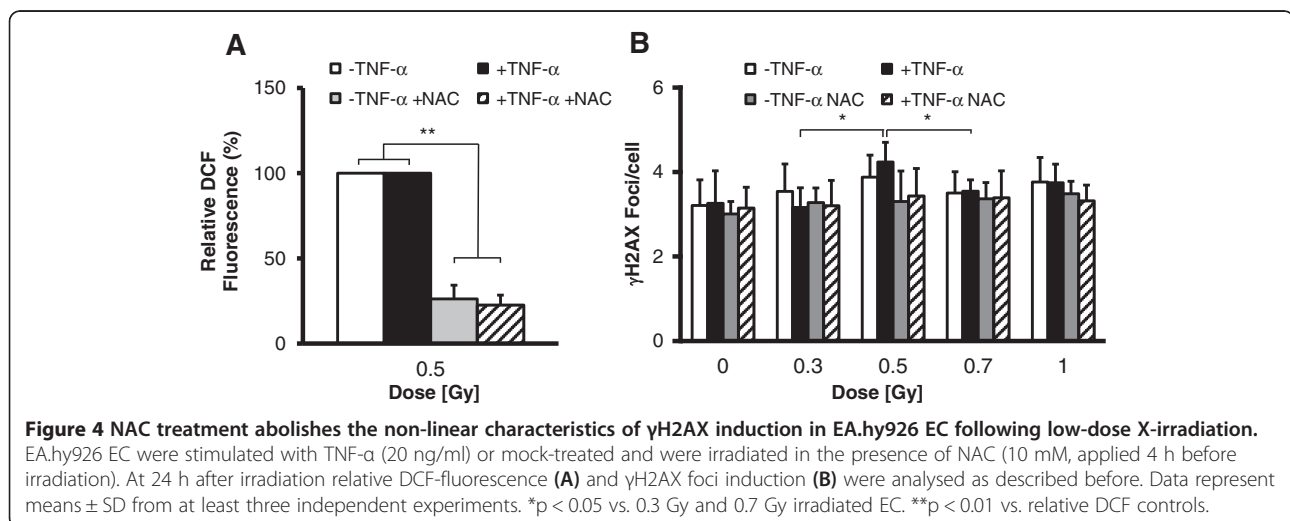 A
-TNF-α +TNF-α
-TNF-α +NAC +TNF-α +NAC
Relative DCF
Fluorescence (%)
150
100
50
0
**
0.5
Dose [Gy]
B
-TNF-α +TNF-α
-TNF-α NAC +TNF-α NAC
γH2AX Foci/cell
6
4
2
0
* *
0 0.3 0.5 0.7 1
Dose [Gy]
Figure 4 NAC treatment abolishes the non-linear characteristics of γH2AX induction in EA.hy926 EC following low-dose X-irradiation.
EA.hy926 EC were stimulated with TNF-α (20 ng/ml) or mock-treated and were irradiated in the presence of NAC (10 mM, applied 4 h before
irradiation). At 24 h after irradiation relative DCF-fluorescence (A) and γH2AX foci induction (B) were analysed as described before. Data represent
means ± SD from at least three independent experiments. *p < 0.05 vs. 0.3 Gy and 0.7 Gy irradiated EC. **p < 0.01 vs. relative DCF controls.